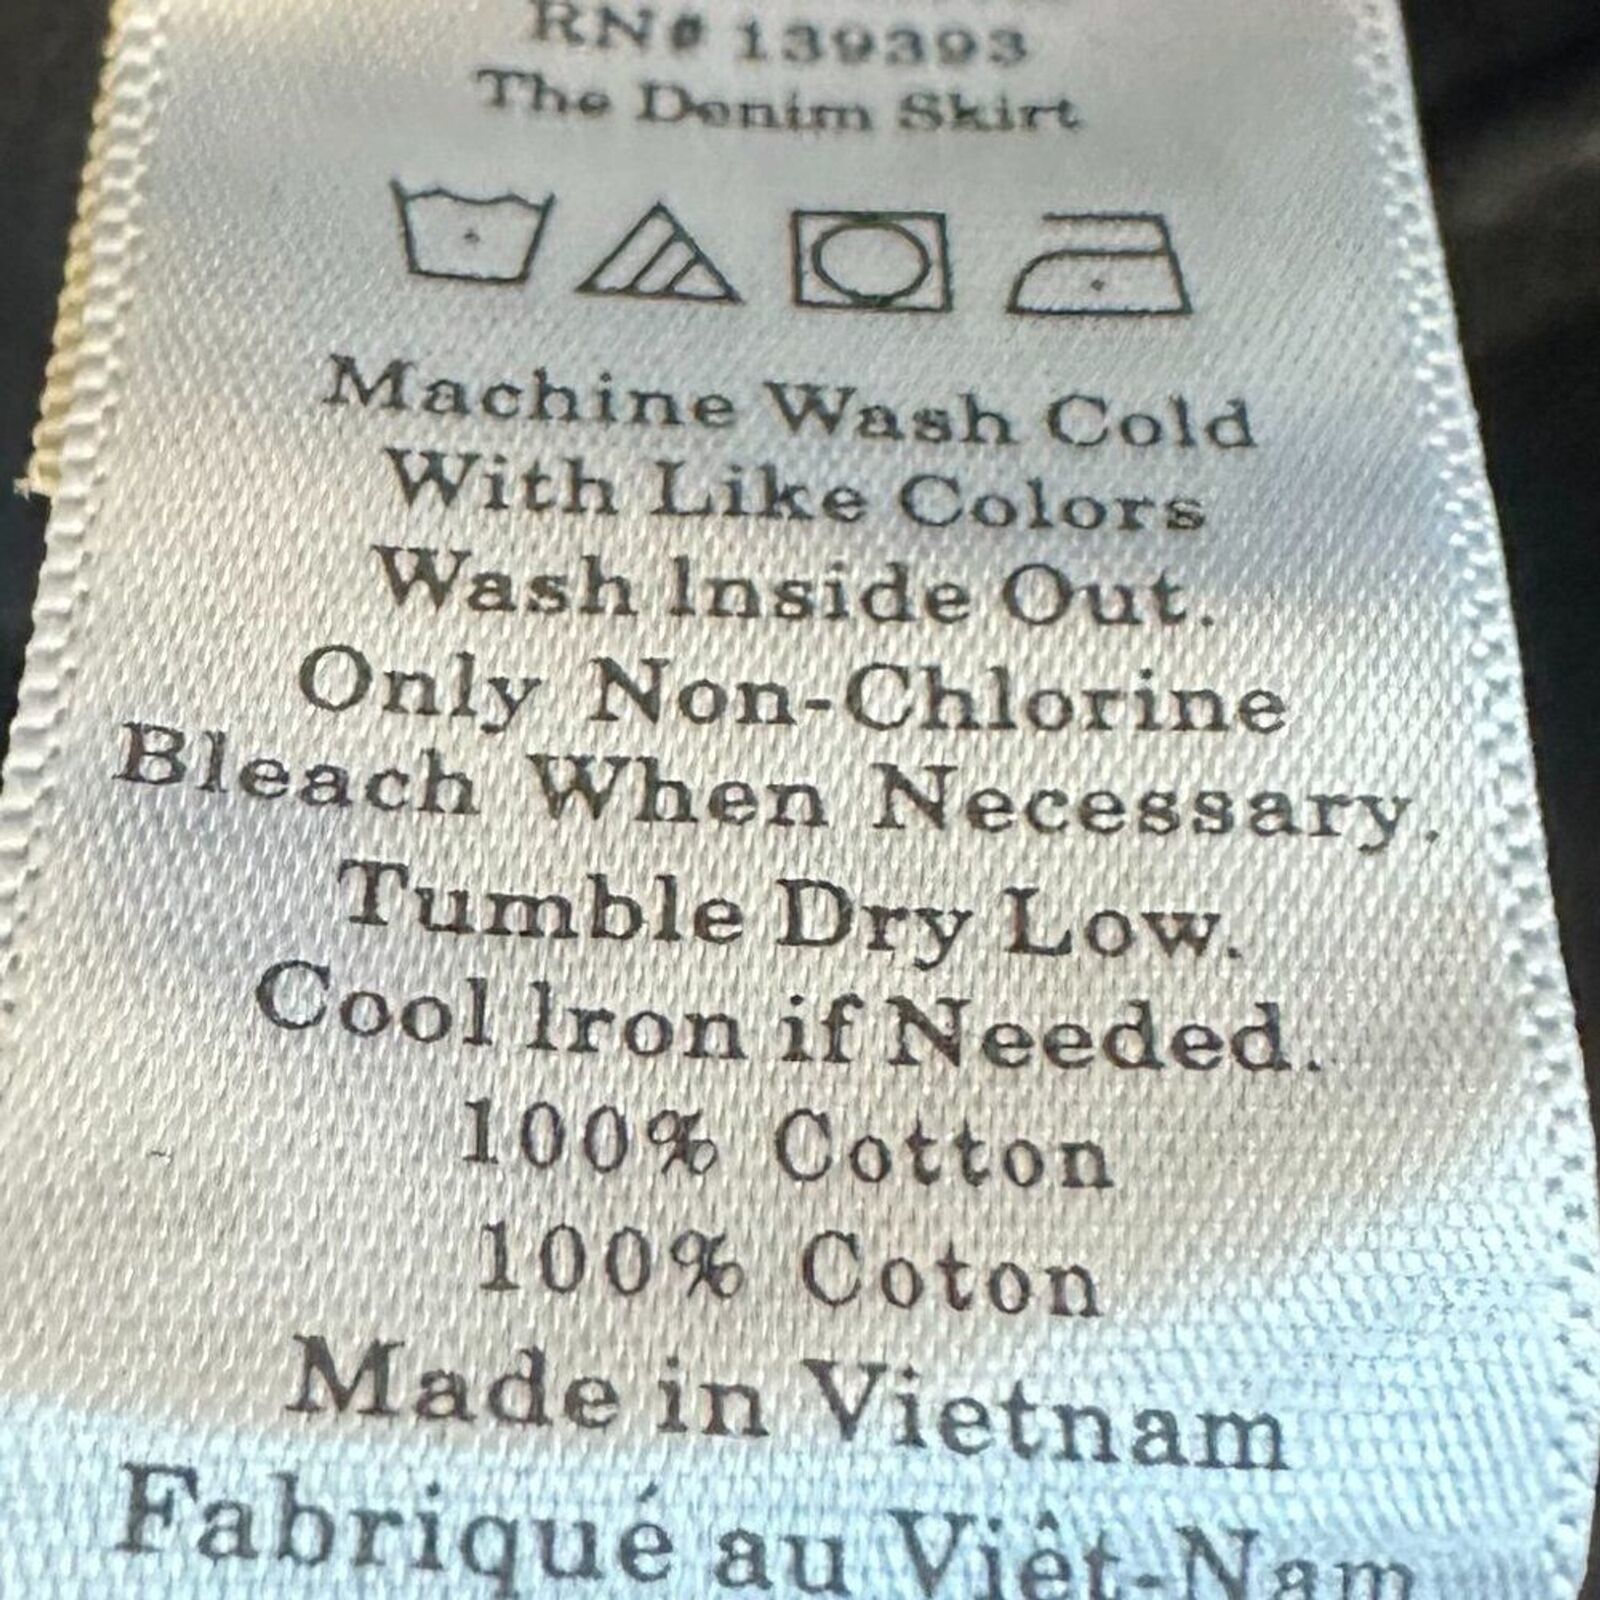 RN# 139393
The Denim Skirt
Machine Wash Cold
With Like Colors
Wash Inside Out.
Only Non-Chlorine
Bleach When Necessary.
Tumble Dry Low.
Cool Iron if Needed.
100% Cotton
100% Coton
Made in Vietnam
Fabriqué au Viêt-Nam